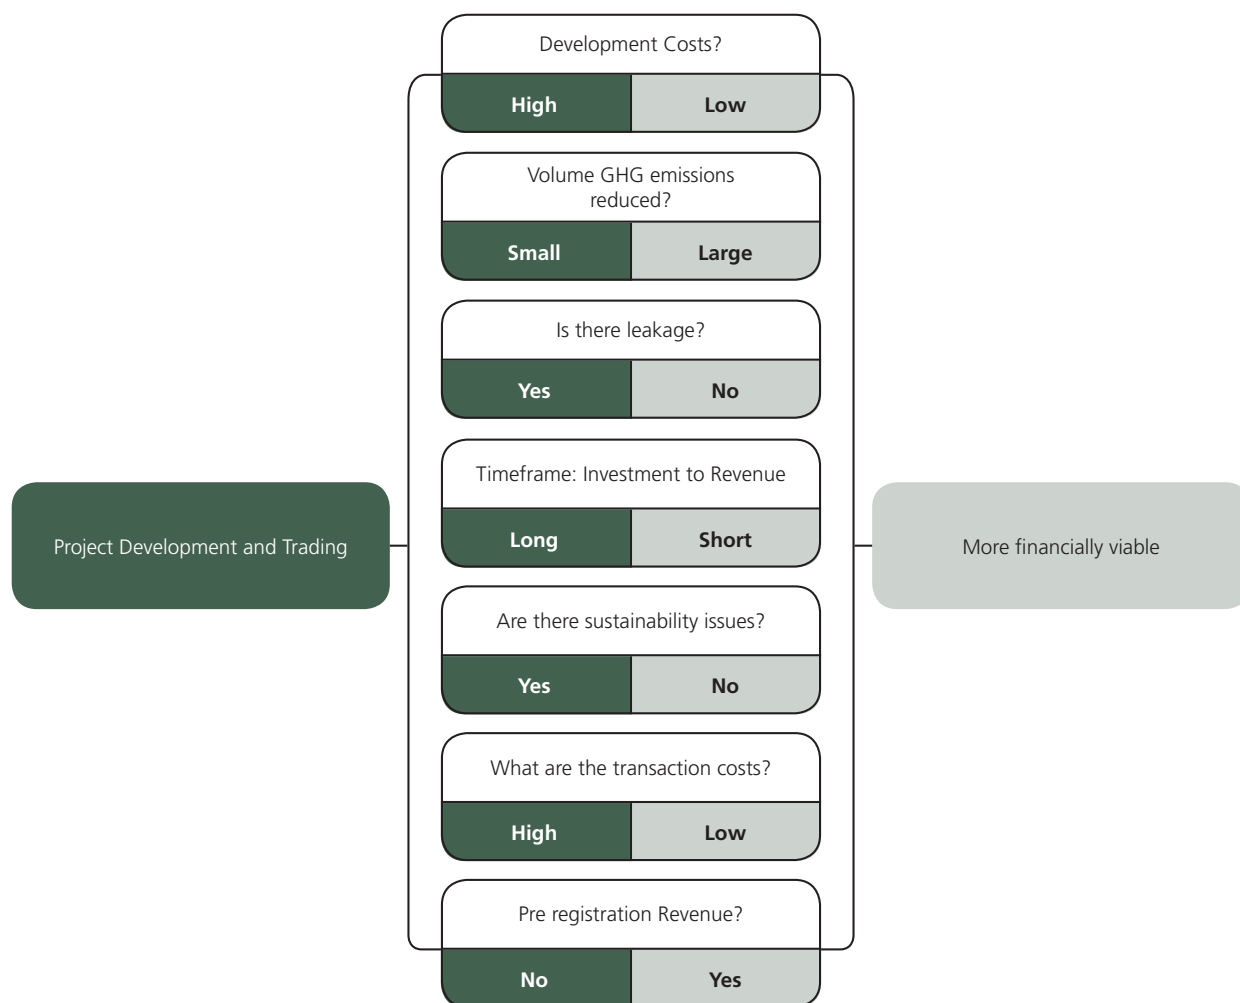 Development Costs?
High Low
Volume GHG emissions
reduced?
Small Large
Is there leakage?
Yes No
Timeframe: Investment to Revenue
Long Short
Project Development and Trading
More financially viable
Are there sustainability issues?
Yes No
What are the transaction costs?
High Low
Pre registration Revenue?
No Yes